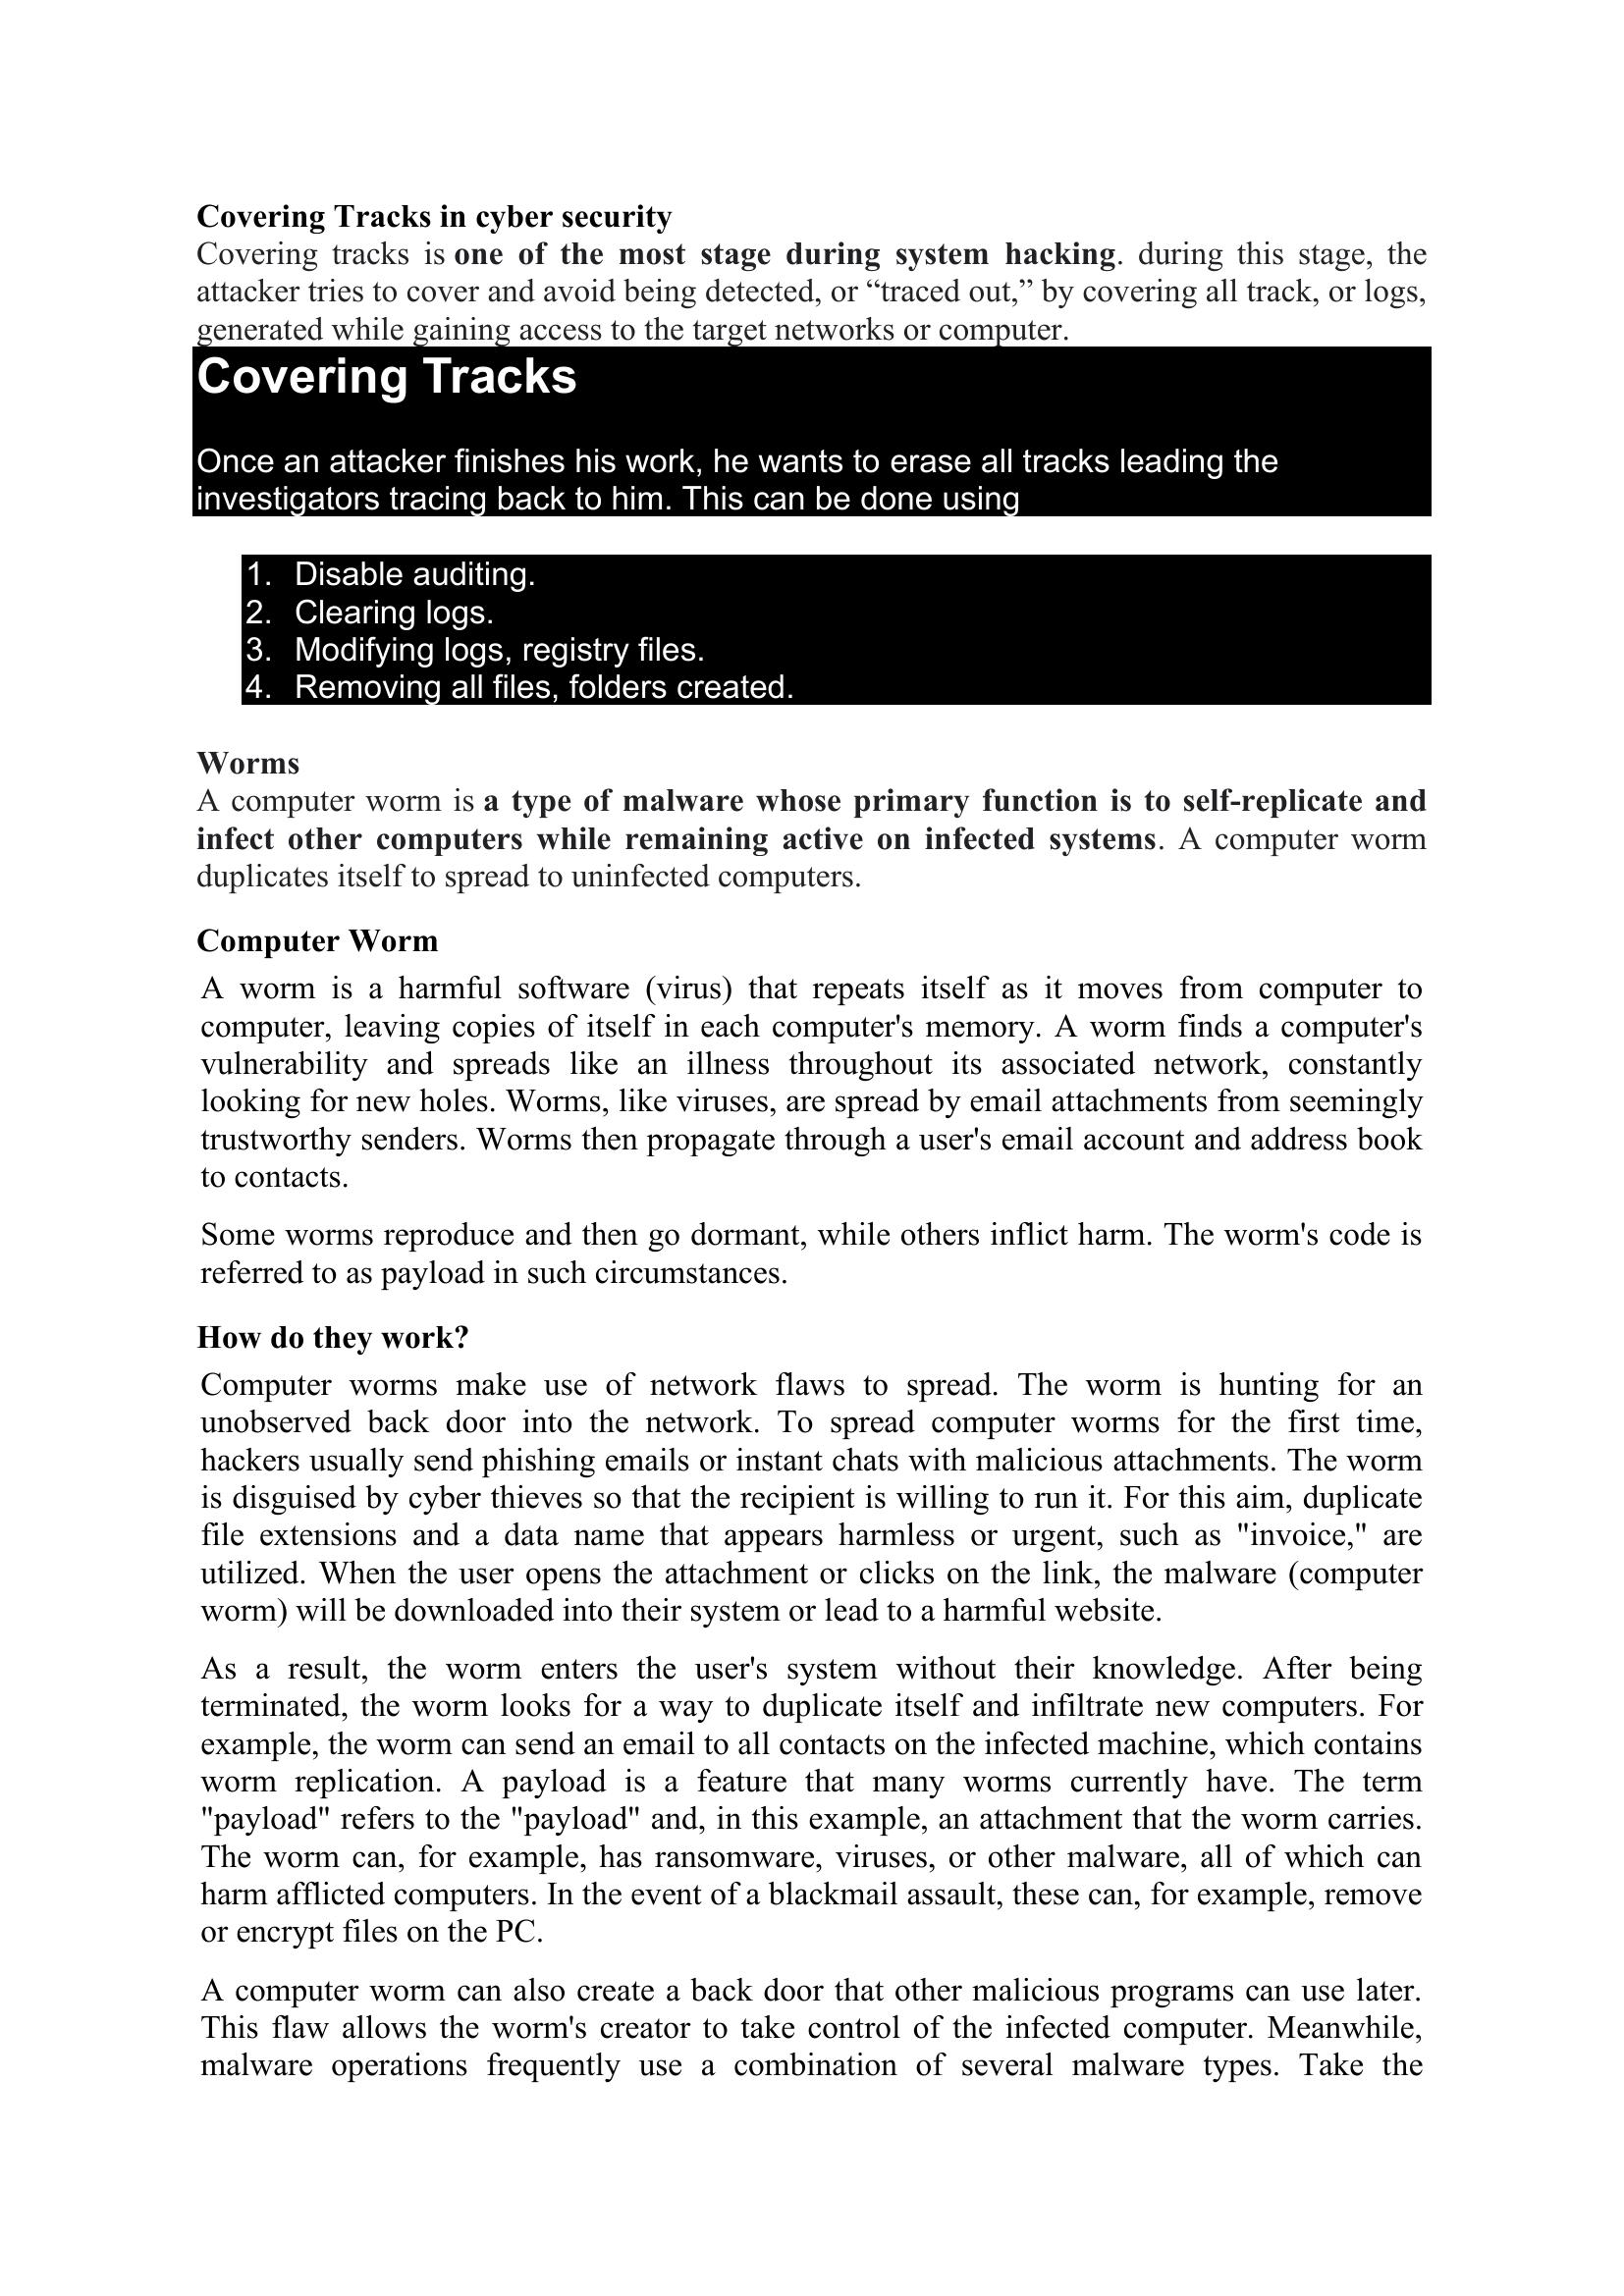 Covering Tracks in cyber security
Covering tracks is one of the most stage during system hacking. during this stage, the
attacker tries to cover and avoid being detected, or “traced out,” by covering all track, or logs,
generated while gaining access to the target networks or computer.
Covering Tracks
Once an attacker finishes his work, he wants to erase all tracks leading the
investigators tracing back to him. This can be done using
1. Disable auditing.
2. Clearing logs.
3. Modifying logs, registry files.
4. Removing all files, folders created.
Worms
A computer worm is a type of malware whose primary function is to self-replicate and
infect other computers while remaining active on infected systems. A computer worm
duplicates itself to spread to uninfected computers.
Computer Worm
A worm is a harmful software (virus) that repeats itself as it moves from computer to
computer, leaving copies of itself in each computer's memory. A worm finds a computer's
vulnerability and spreads like an illness throughout its associated network, constantly
looking for new holes. Worms, like viruses, are spread by email attachments from seemingly
trustworthy senders. Worms then propagate through a user's email account and address book
to contacts.
Some worms reproduce and then go dormant, while others inflict harm. The worm's code is
referred to as payload in such circumstances.
How do they work?
Computer worms make use of network flaws to spread. The worm is hunting for an
unobserved back door into the network. To spread computer worms for the first time,
hackers usually send phishing emails or instant chats with malicious attachments. The worm
is disguised by cyber thieves so that the recipient is willing to run it. For this aim, duplicate
file extensions and a data name that appears harmless or urgent, such as "invoice," are
utilized. When the user opens the attachment or clicks on the link, the malware (computer
worm) will be downloaded into their system or lead to a harmful website.
As a result, the worm enters the user's system without their knowledge. After being
terminated, the worm looks for a way to duplicate itself and infiltrate new computers. For
example, the worm can send an email to all contacts on the infected machine, which contains
worm replication. A payload is a feature that many worms currently have. The term
"payload" refers to the "payload" and, in this example, an attachment that the worm carries.
The worm can, for example, has ransomware, viruses, or other malware, all of which can
harm afflicted computers. In the event of a blackmail assault, these can, for example, remove
or encrypt files on the PC.
A computer worm can also create a back door that other malicious programs can use later.
This flaw allows the worm's creator to take control of the infected computer. Meanwhile,
malware operations frequently use a combination of several malware types. Take the